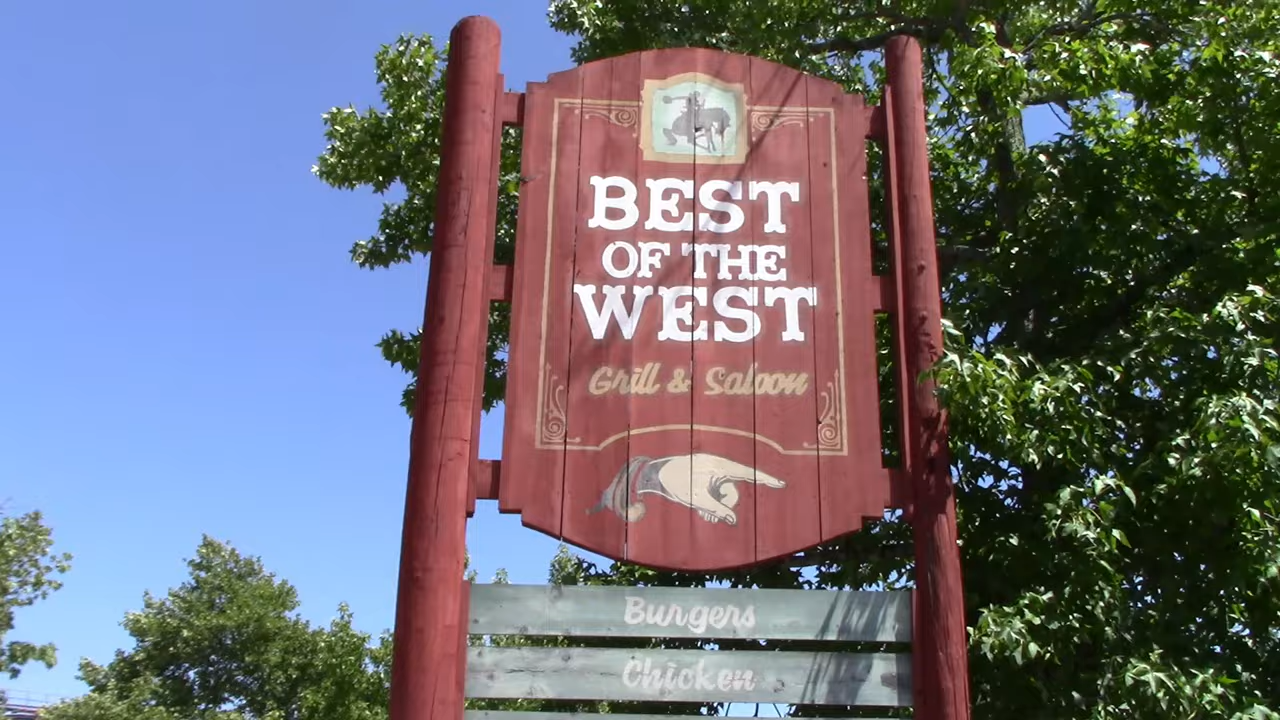 BEST
OF THE
WEST
Grill & Saloon
Burgers
Chicken